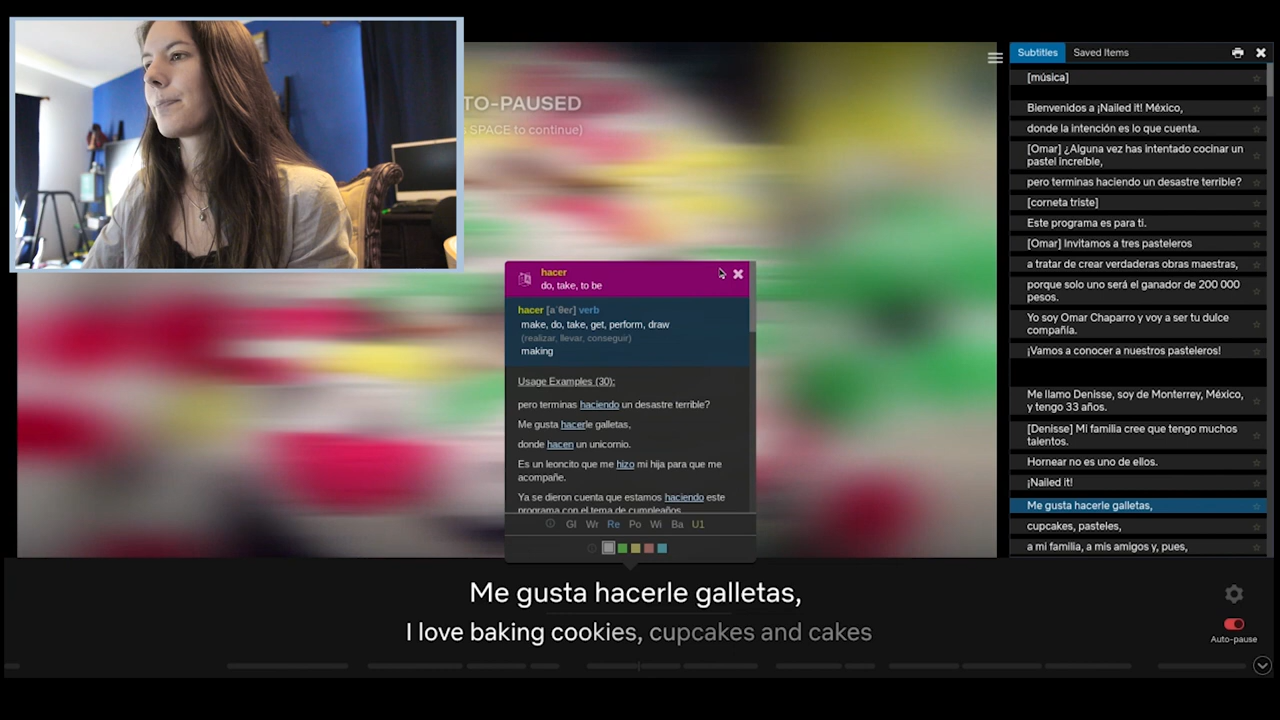 TO-PAUSED
SPACE to continue)
Subtitles
Saved Items
[música]
Bienvenidos a ¡Nailed it! México,
donde la intención es lo que cuenta.
[Omar] ¿Alguna vez has intentado cocinar un
pastel increíble,
pero terminas haciendo un desastre terrible?
[corneta triste]
Este programa es para ti.
[Omar] Invitamos a tres pasteleros
a tratar de crear verdaderas obras maestras,
porque solo uno será el ganador de 200 000
pesos.
Yo soy Omar Chaparro y voy a ser tu dulce
compañía.
¡Vamos a conocer a nuestros pasteleros!
Me llamo Denisse, soy de Monterrey, México,
y tengo 33 años.
[Denisse] Mi familia cree que tengo muchos
talentos.
Hornear no es uno de ellos.
¡Nailed it!
Me gusta hacerle galletas,
cupcakes, pasteles,
a mi familia, a mis amigos y, pues,
hacer
do, take, to be
hacer [aˈθer] verb
make, do, take, get, perform, draw
(realizar, llevar, conseguir)
making
Usage Examples (30):
pero terminas haciendo un desastre terrible?
Me gusta hacerle galletas,
donde hacen un unicornio.
Es un leoncito que me hizo mi hija para que me
acompañe.
Ya se dieron cuenta que estamos haciendo este
programa con el tema de cumpleaños
Gl Wr Re Po Wi Ba U1
Me gusta hacerle galletas,
I love baking cookies, cupcakes and cakes
Auto-pause